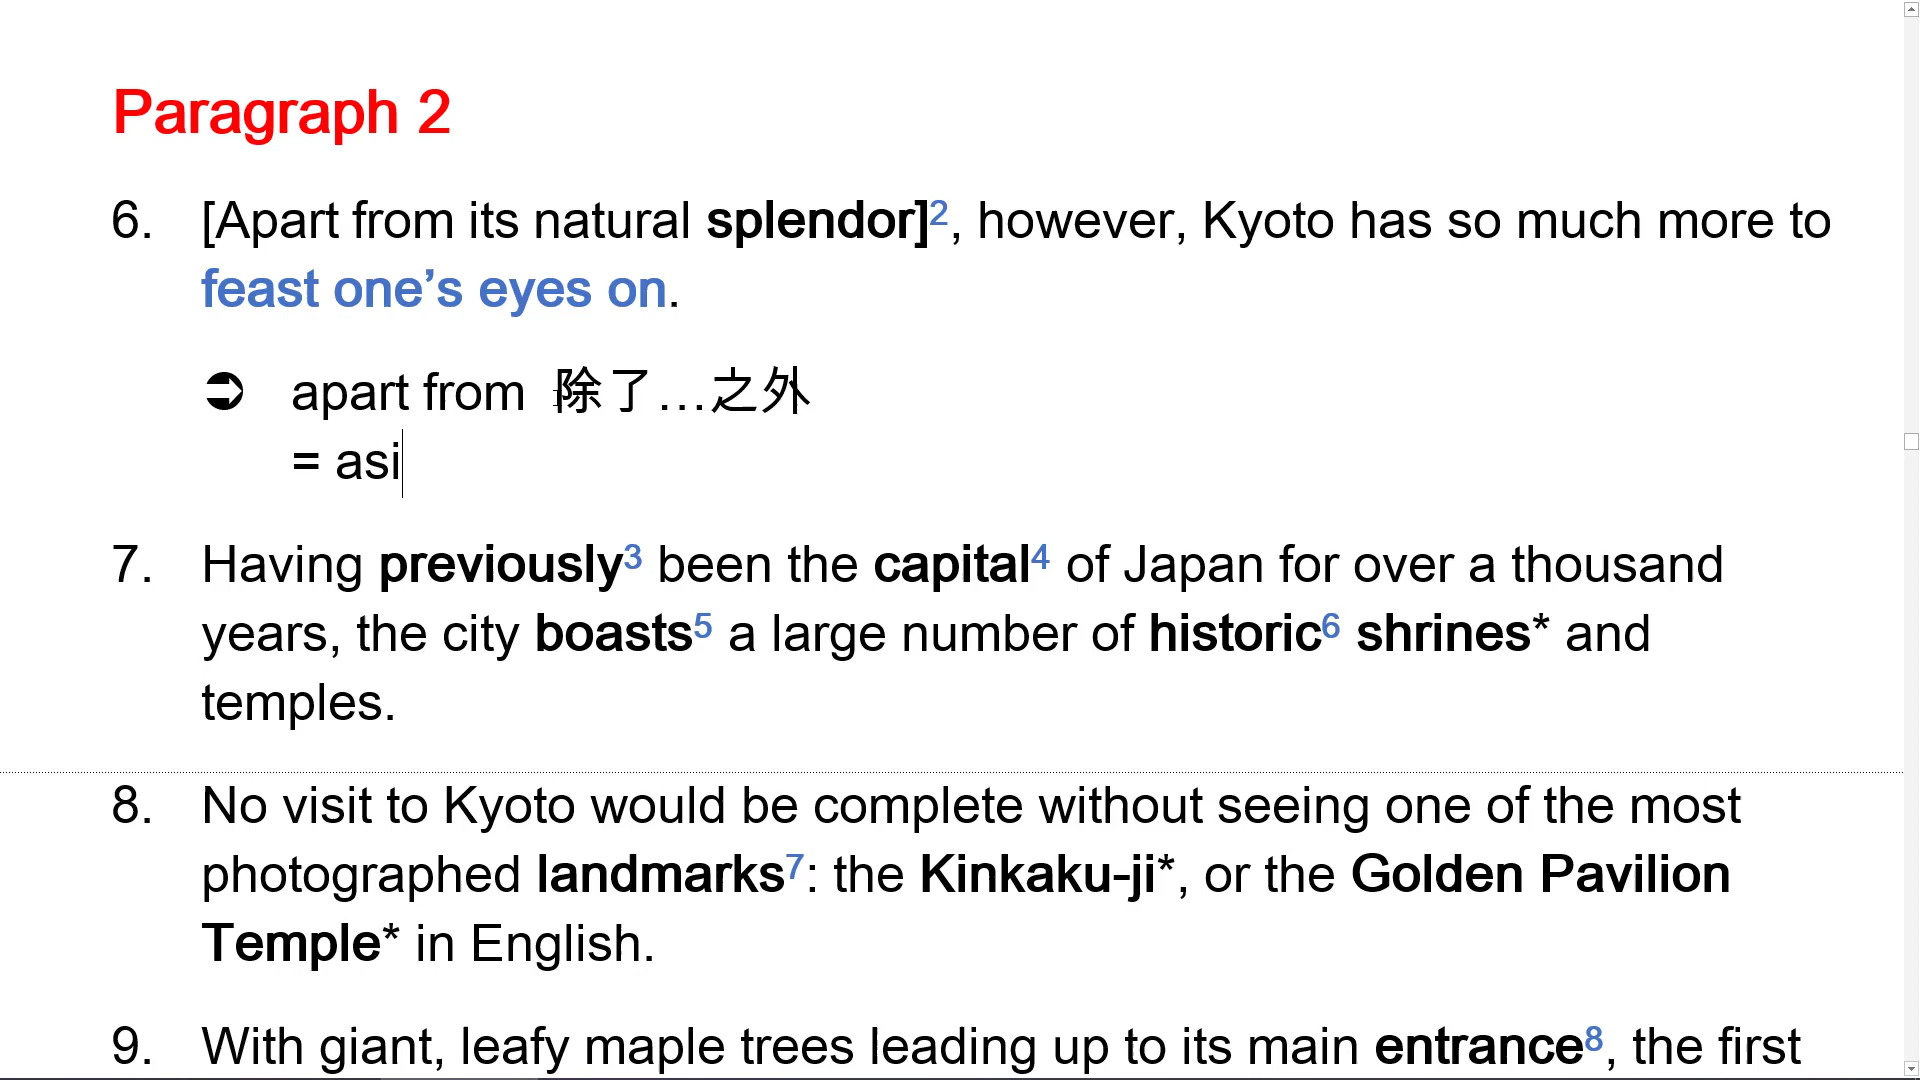 Paragraph 2
6. [Apart from its natural splendor]2, however, Kyoto has so much more to
feast one’s eyes on.
➲ apart from 除了…之外
= asi
7. Having previously3 been the capital4 of Japan for over a thousand
years, the city boasts5 a large number of historic6 shrines* and
temples.
8. No visit to Kyoto would be complete without seeing one of the most
photographed landmarks7: the Kinkaku-ji*, or the Golden Pavilion
Temple* in English.
9. With giant, leafy maple trees leading up to its main entrance8, the first